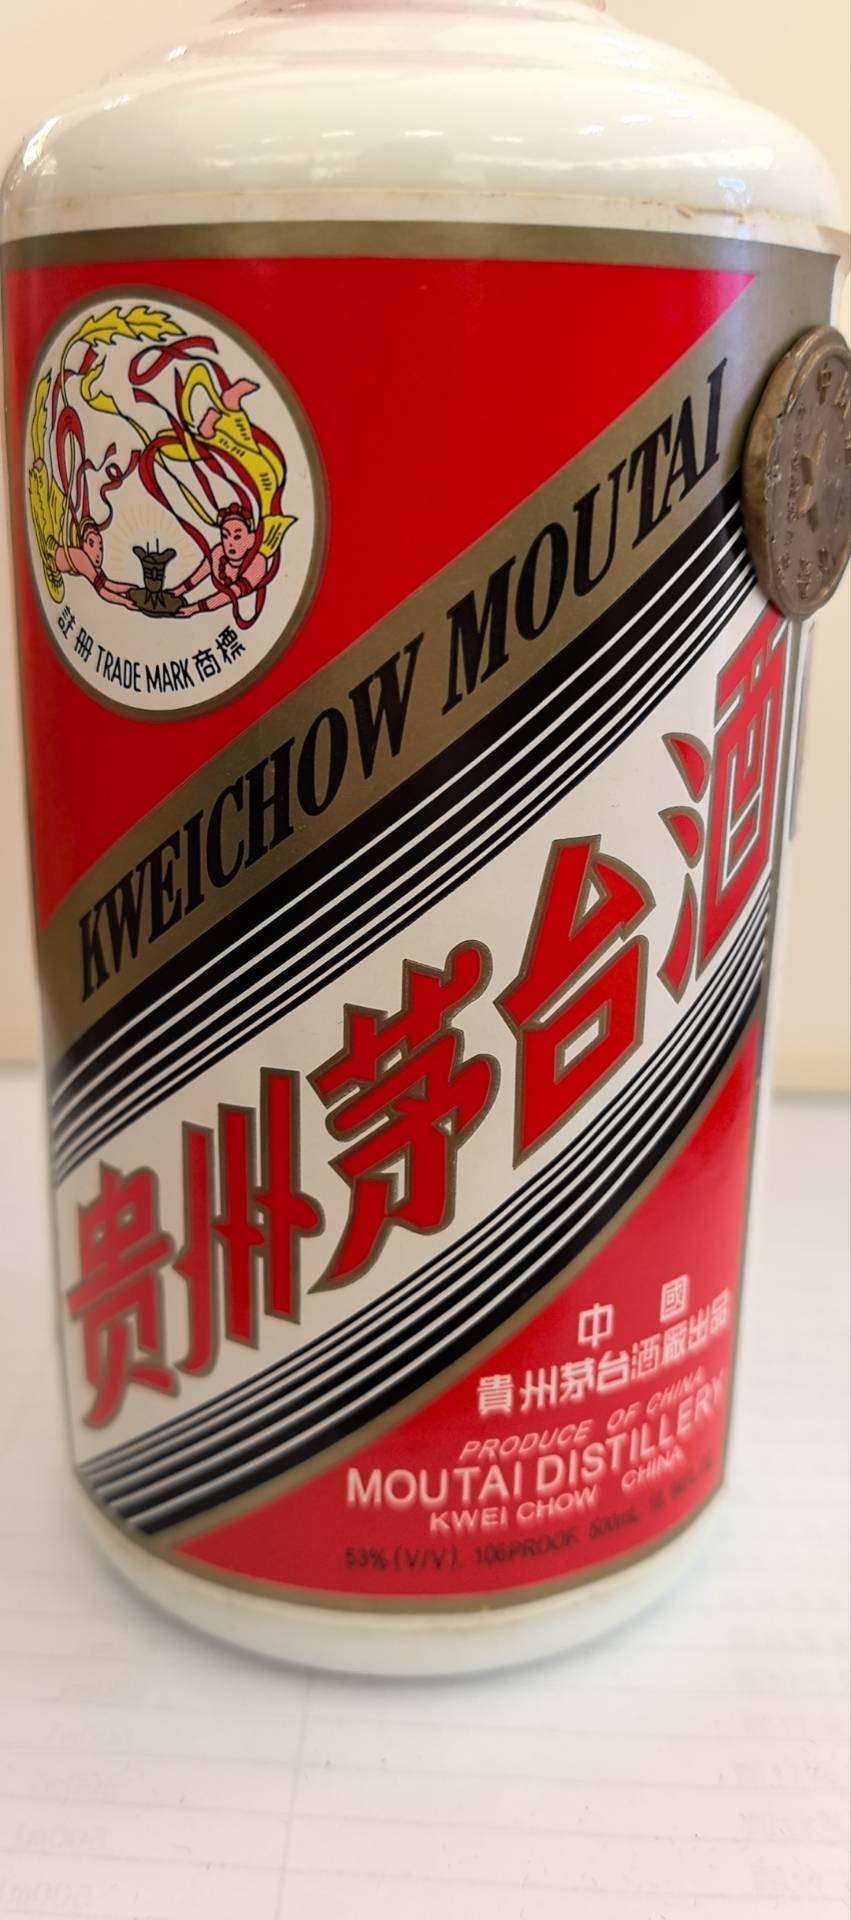 註冊 TRADE MARK 商標
KWEICHOW MOUTAI
贵州茅台酒
中國
貴州茅台酒廠出品
PRODUCE OF CHINA
MOUTAI DISTILLERY
KWEI CHOW CHINA
53% (V/V) 106PROOF 500mL